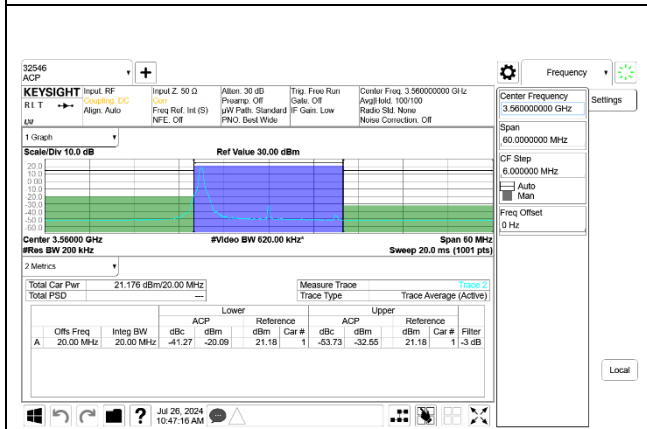 32546
ACP
+
Frequency
KEYSIGHT Input: RF Input Z: 50 Ω Atten: 30 dB Trig: Free Run Center Freq: 3.560000000 GHz
R L T Coupling: DC Corr Preamp: Off Gate: Off Avg|Hold: 100/100
Align: Auto Freq Ref: Int (S) µW Path: Standard IF Gain: Low Radio Std: None
NFE: Off PNO: Best Wide Noise Correction: Off
Center Frequency
3.560000000 GHz
Settings
Span
60.0000000 MHz
CF Step
6.000000 MHz
Auto
Man
Freq Offset
0 Hz
1 Graph
Scale/Div 10.0 dB Ref Value 30.00 dBm
20.0
10.0
0.00
-10.0
-20.0
-30.0
-40.0
-50.0
-60.0
Center 3.56000 GHz #Video BW 620.00 kHz* Span 60 MHz
#Res BW 200 kHz Sweep 20.0 ms (1001 pts)
2 Metrics
Total Car Pwr 21.176 dBm/20.00 MHz Measure Trace Trace 2
Total PSD --- Trace Type Trace Average (Active)
Lower Upper
ACP Reference ACP Reference
Offs Freq Integ BW dBc dBm dBm Car # dBc dBm dBm Car # Filter
A 20.00 MHz 20.00 MHz -41.27 -20.09 21.18 1 -53.73 -32.55 21.18 1 -3 dB
Local
? Jul 26, 2024
10:47:16 AM